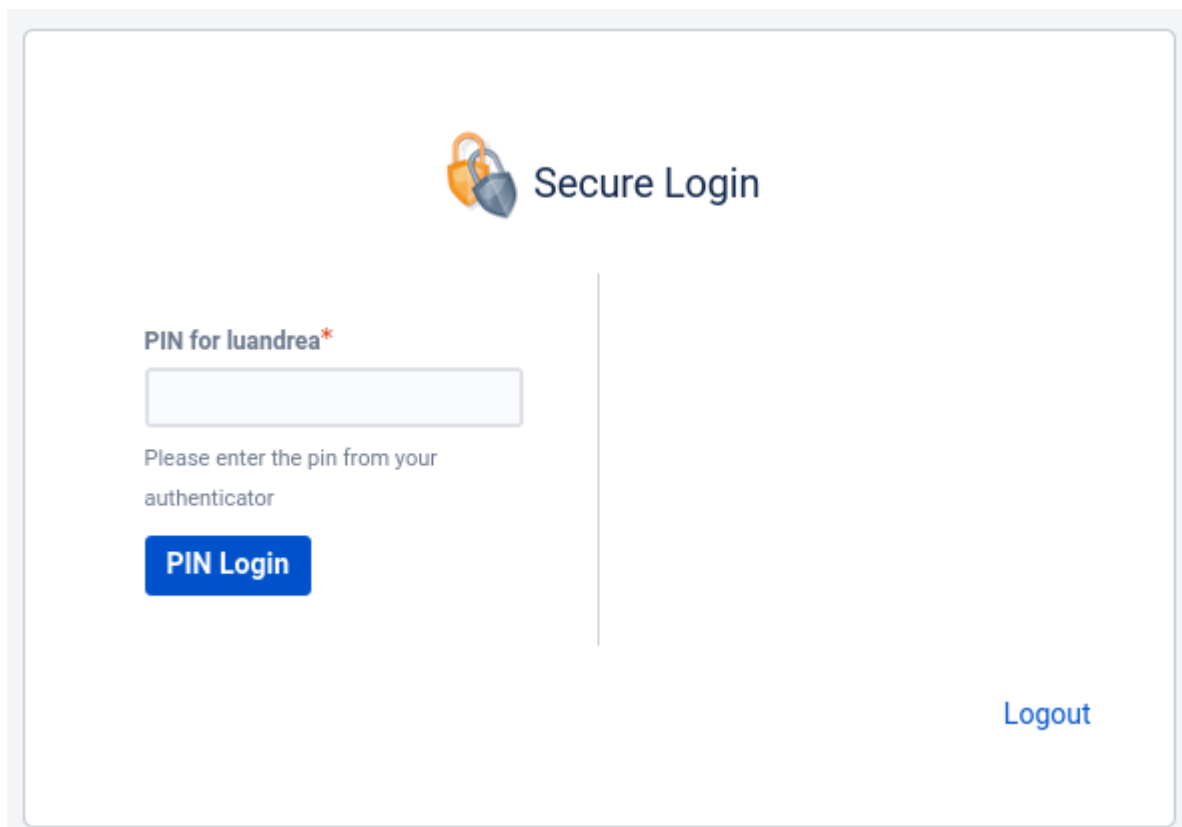 Secure Login
PIN for luandrea*
Please enter the pin from your
authenticator
PIN Login
Logout